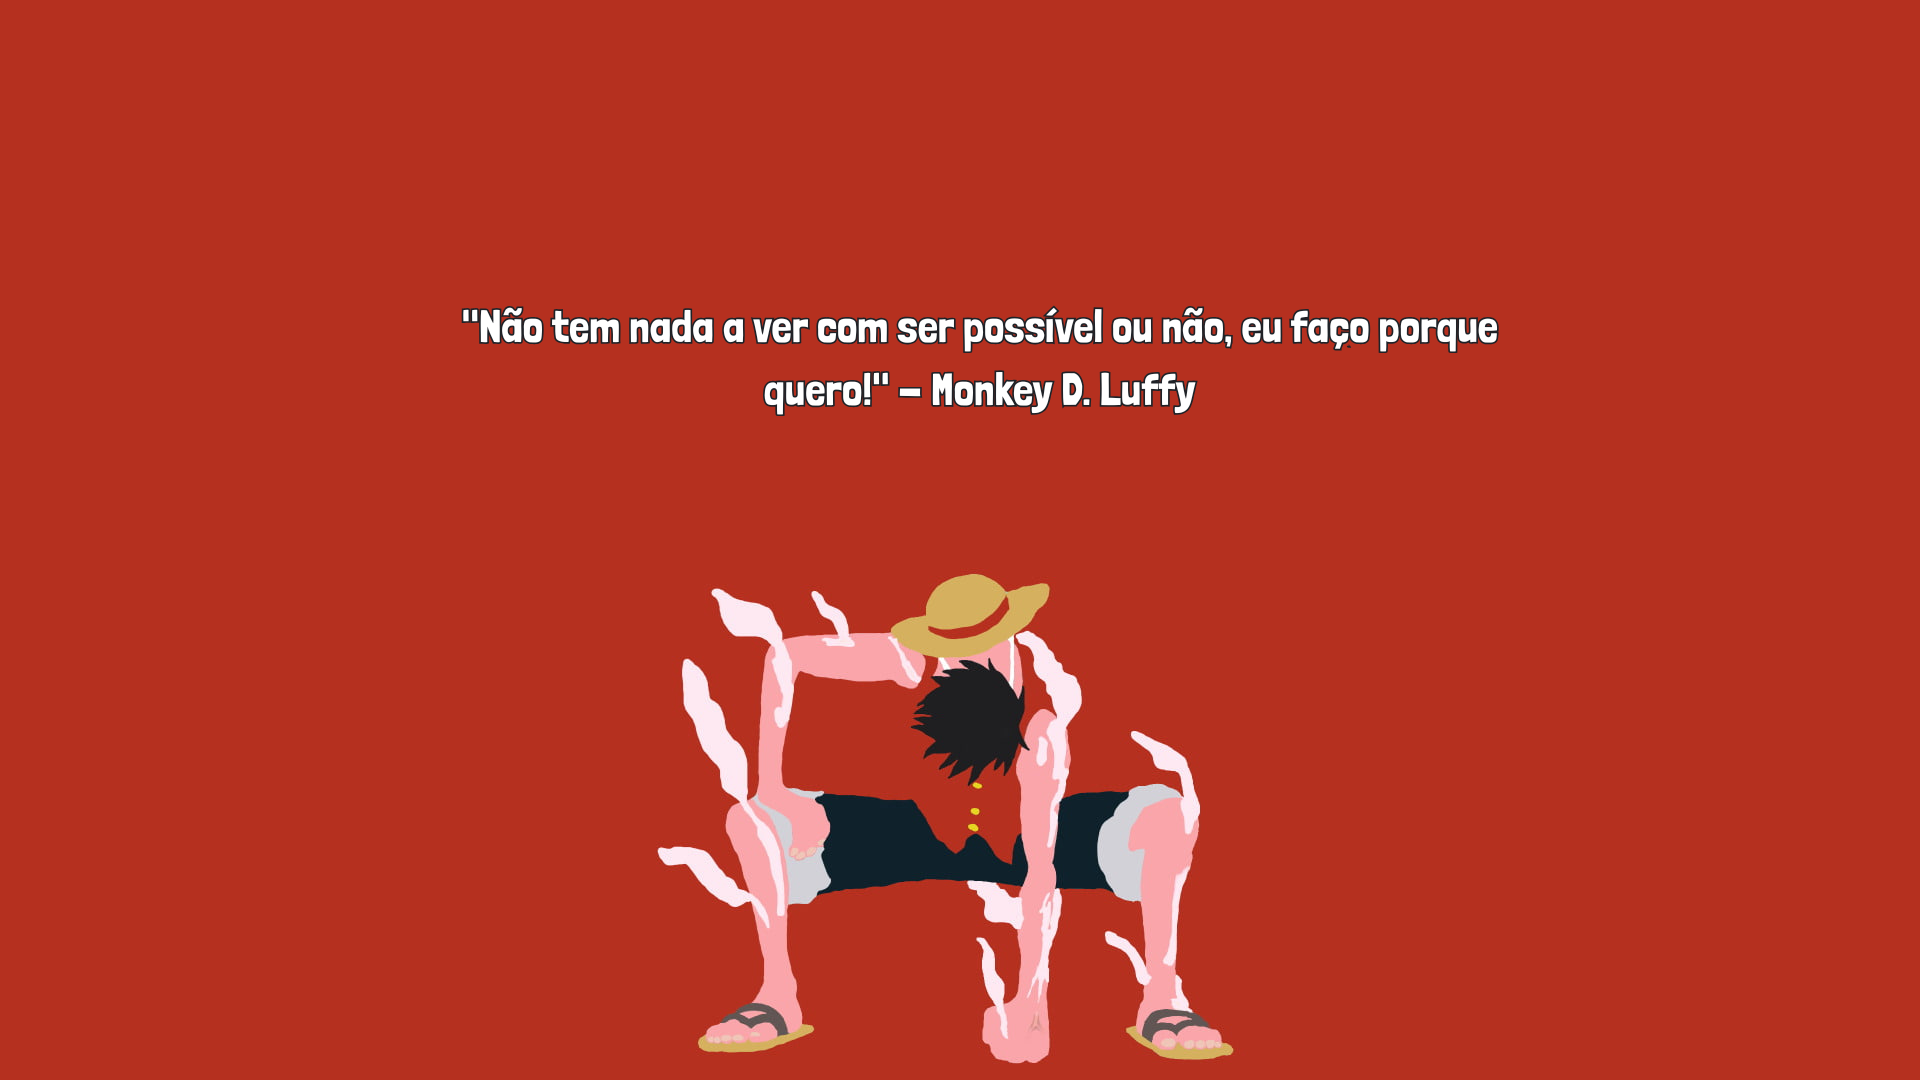 "Não tem nada a ver com ser possível ou não, eu faço porque
quero!" - Monkey D. Luffy